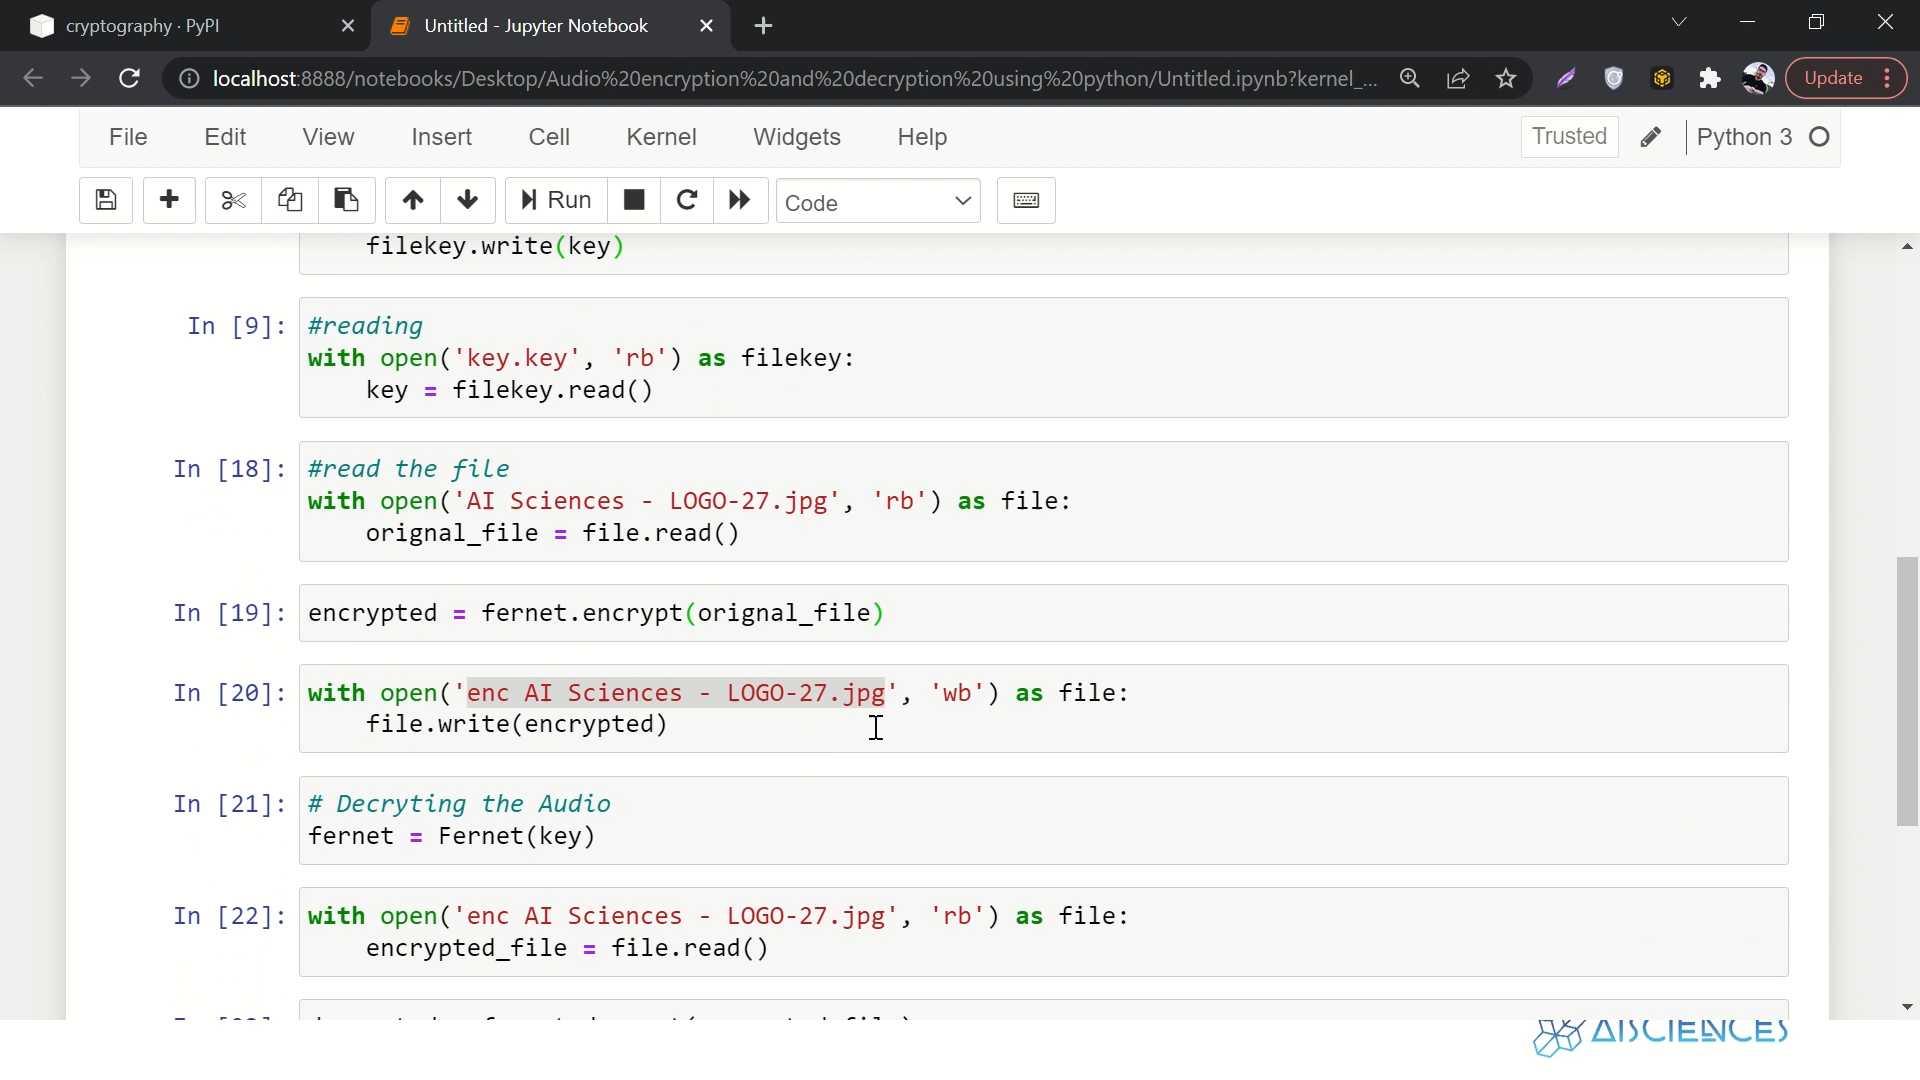 cryptography · PyPI
Untitled - Jupyter Notebook
localhost:8888/notebooks/Desktop/Audio%20encryption%20and%20decryption%20using%20python/Untitled.ipynb?kernel_...
Update
File Edit View Insert Cell Kernel Widgets Help
Trusted
Python 3
Run
Code
filekey.write(key)
In [9]: #reading
with open('key.key', 'rb') as filekey:
key = filekey.read()
In [18]: #read the file
with open('AI Sciences - LOGO-27.jpg', 'rb') as file:
orignal_file = file.read()
In [19]: encrypted = fernet.encrypt(orignal_file)
In [20]: with open('enc AI Sciences - LOGO-27.jpg', 'wb') as file:
file.write(encrypted)
In [21]: # Decryting the Audio
fernet = Fernet(key)
In [22]: with open('enc AI Sciences - LOGO-27.jpg', 'rb') as file:
encrypted_file = file.read()
AISCIENCES